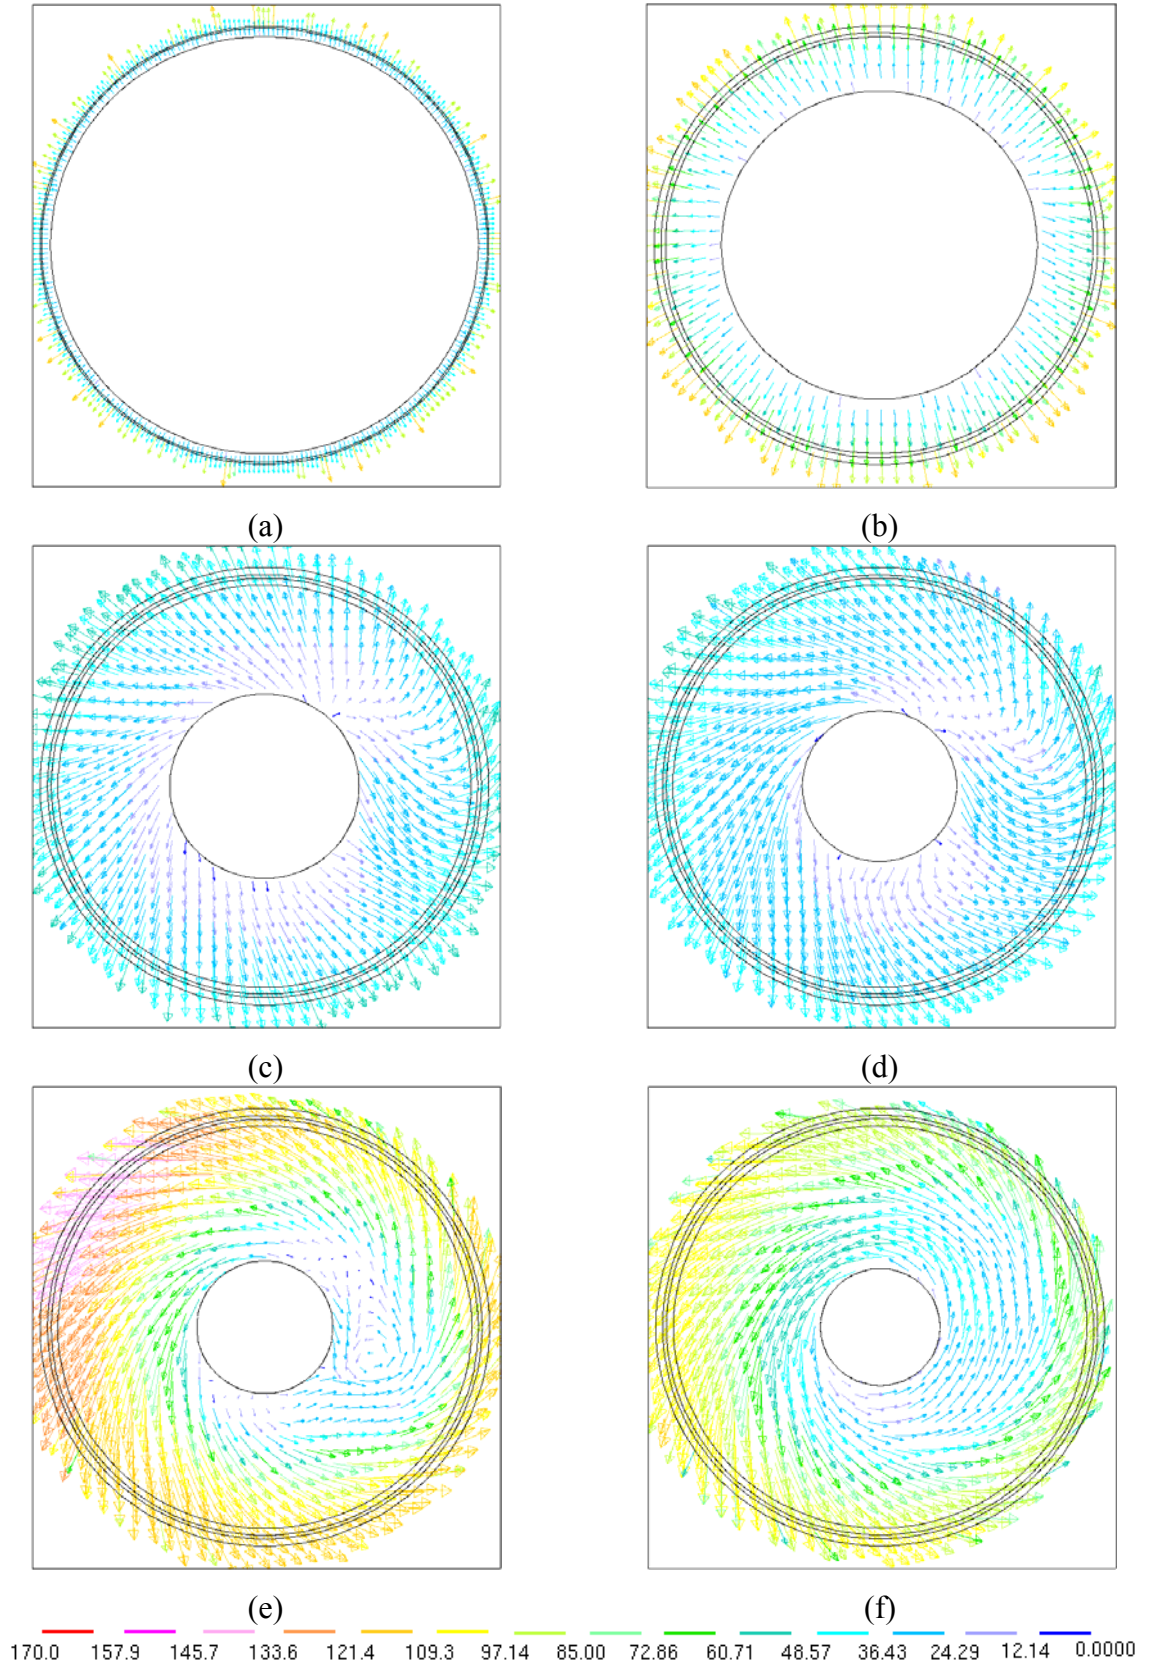 (a) (b)
(c) (d)
(e) (f)
170.0 157.9 145.7 133.6 121.4 109.3 97.14 85.00 72.86 60.71 48.57 36.43 24.29 12.14 0.0000